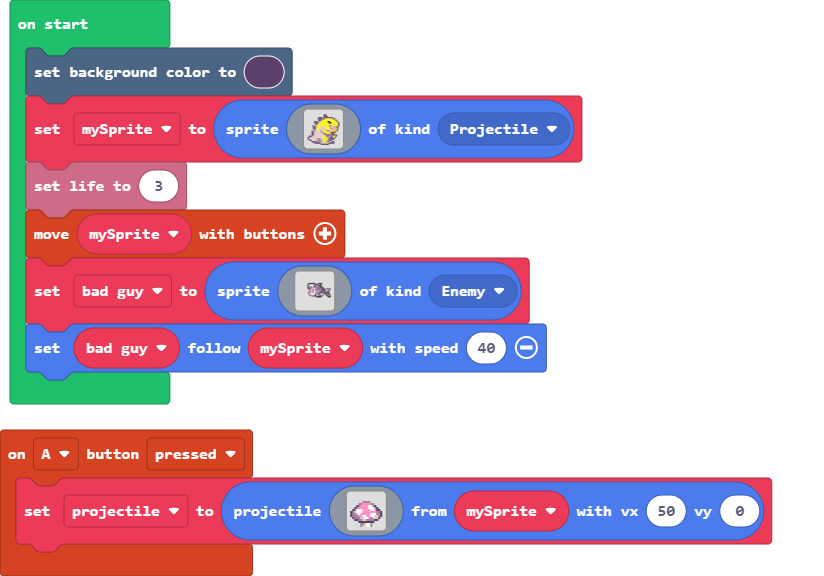 on start
set background color to
set mySprite to sprite of kind Projectile
set life to 3
move mySprite with buttons
set bad guy to sprite of kind Enemy
set bad guy follow mySprite with speed 40
on A button pressed
set projectile to projectile from mySprite with vx 50 vy 0